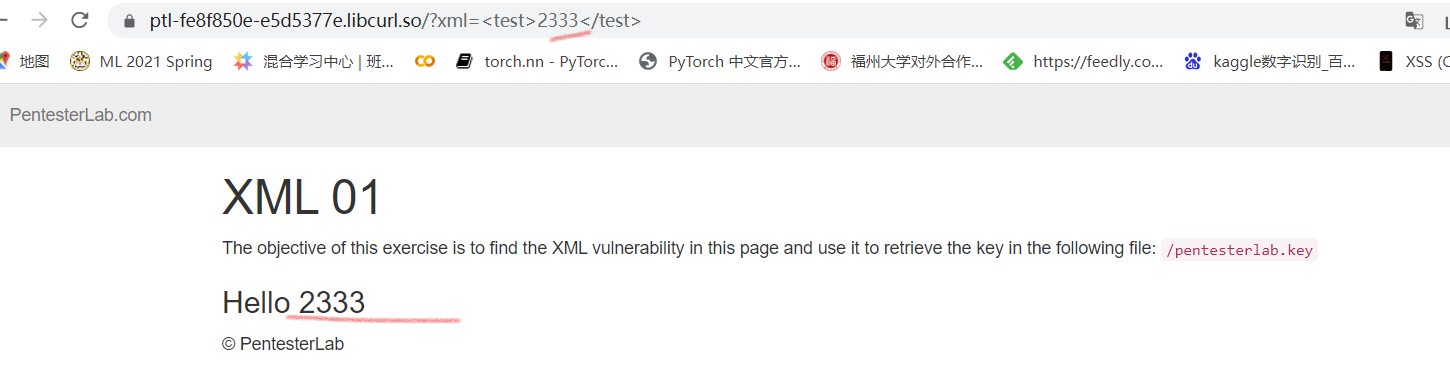 ptl-fe8f850e-e5d5377e.libcurl.so/?xml=<test>2333</test>
地图 ML 2021 Spring 混合学习中心 | 班... torch.nn - PyTorc... PyTorch 中文官方... 福州大学对外合作... https://feedly.co... kaggle数字识别_百... XSS (C
PentesterLab.com
XML 01
The objective of this exercise is to find the XML vulnerability in this page and use it to retrieve the key in the following file: /pentesterlab.key
Hello 2333
© PentesterLab